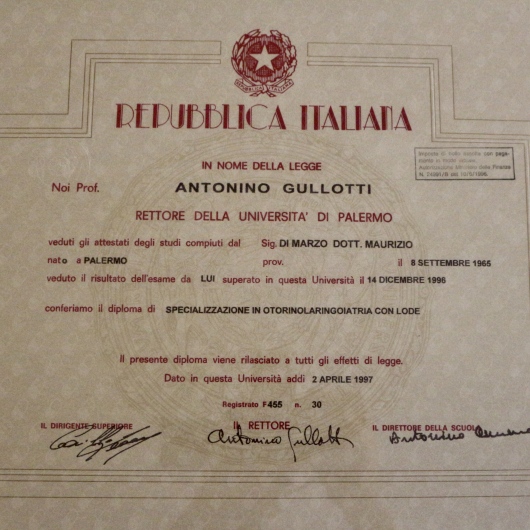 REPUBBLICA ITALIANA
IN NOME DELLA LEGGE
Noi Prof. ANTONINO GULLOTTI
RETTORE DELLA UNIVERSITA' DI PALERMO
veduti gli attestati degli studi compiuti dal Sig. DI MARZO DOTT. MAURIZIO
nato a PALERMO prov. il 8 SETTEMBRE 1965
veduto il risultato dell'esame da LUI superato in questa Università il 14 DICEMBRE 1996
conferiamo il diploma di SPECIALIZZAZIONE IN OTORINOLARINGOIATRIA CON LODE
Il presente diploma viene rilasciato a tutti gli effetti di legge.
Dato in questa Università addì 2 APRILE 1997
Registrato F455 n. 30
IL DIRIGENTE SUPERIORE IL RETTORE IL DIRETTORE DELLA SCUOLA
Antonino Gullotti Antonino